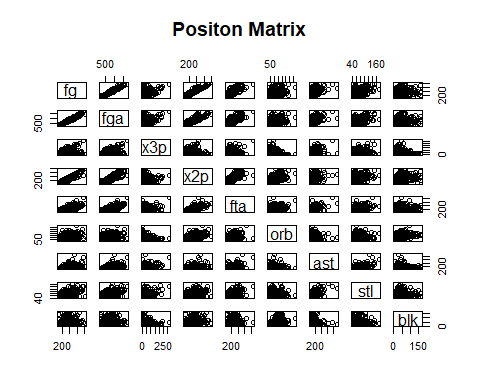 Positon Matrix
500 200 50 40 160
fg 200
500 fga
x3p 0
200 x2p
fta 200
50 orb
ast 200
40 stl
blk 0
200 0 250 200 200 0 150